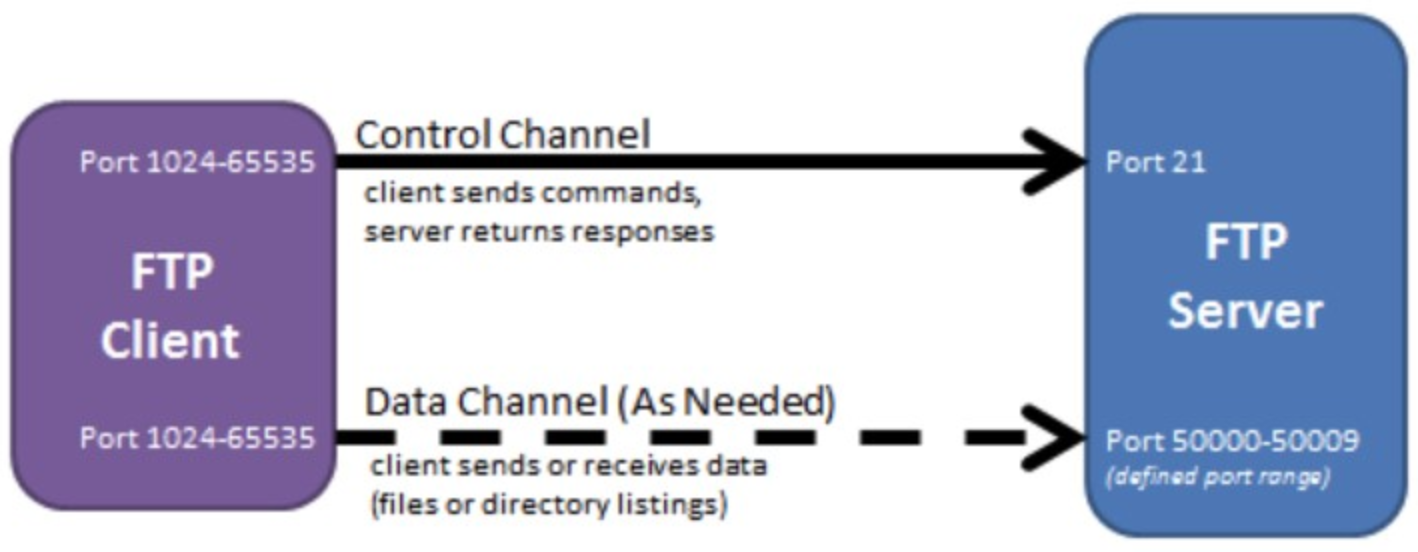 Control Channel
Port 1024-65535
Port 21
client sends commands,
server returns responses
FTP
Client
FTP
Server
Data Channel (As Needed)
Port 1024-65535
Port 50000-50009
(defined port range)
client sends or receives data
(files or directory listings)